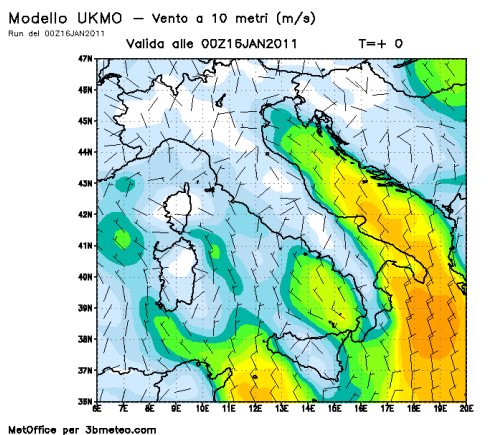 Modello UKMO – Vento a 10 metri (m/s)
Run del 00Z16JAN2011
Valida alle 00Z16JAN2011 T=+ 0
47N
46N
45N
44N
43N
42N
41N
40N
39N
38N
37N
36N
6E 7E 8E 9E 10E 11E 12E 13E 14E 15E 16E 17E 18E 19E 20E
MetOffice per 3bmeteo.com